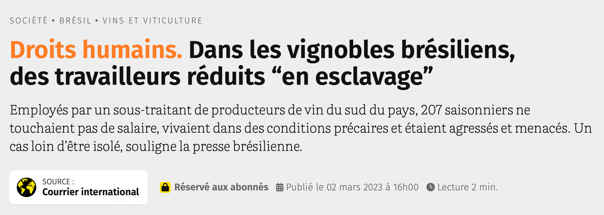 SOCIÉTÉ • BRÉSIL • VINS ET VITICULTURE
Droits humains. Dans les vignobles brésiliens,
des travailleurs réduits “en esclavage”
Employés par un sous-traitant de producteurs de vin du sud du pays, 207 saisonniers ne
touchaient pas de salaire, vivaient dans des conditions précaires et étaient agressés et menacés. Un
cas loin d’être isolé, souligne la presse brésilienne.
SOURCE :
Courrier international
Réservé aux abonnés Publié le 02 mars 2023 à 16h00 Lecture 2 min.